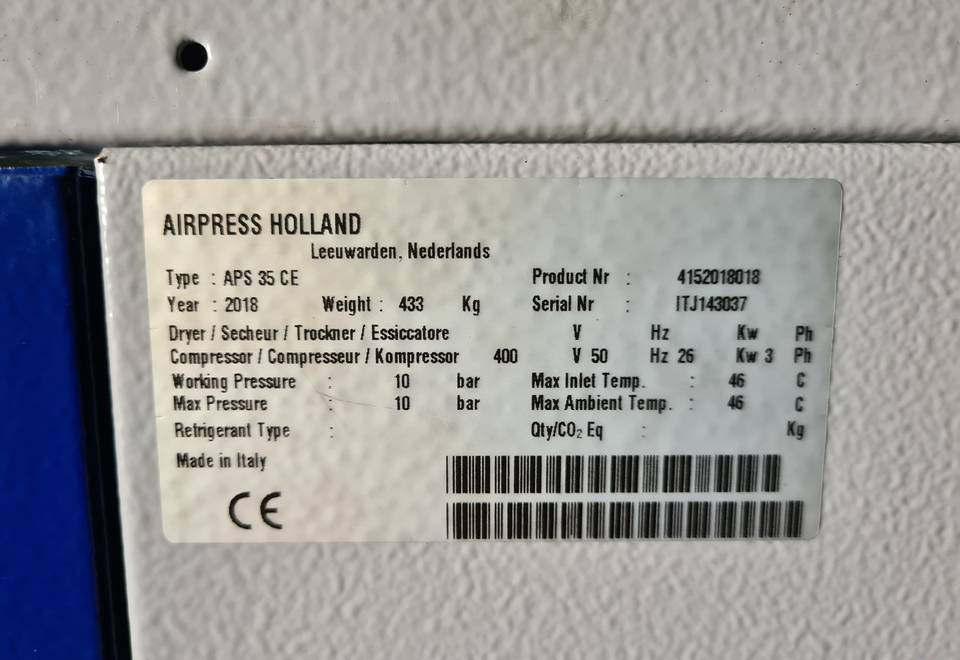 AIRPRESS HOLLAND
Leeuwarden, Nederlands
Type : APS 35 CE Product Nr : 4152018018
Year : 2018 Weight : 433 Kg Serial Nr : ITJ143037
Dryer / Secheur / Trockner / Essiccatore V Hz Kw Ph
Compressor / Compresseur / Kompressor 400 V 50 Hz 26 Kw 3 Ph
Working Pressure : 10 bar Max Inlet Temp. : 46 C
Max Pressure : 10 bar Max Ambient Temp. : 46 C
Refrigerant Type : Qty/CO₂ Eq : Kg
Made in Italy
CE